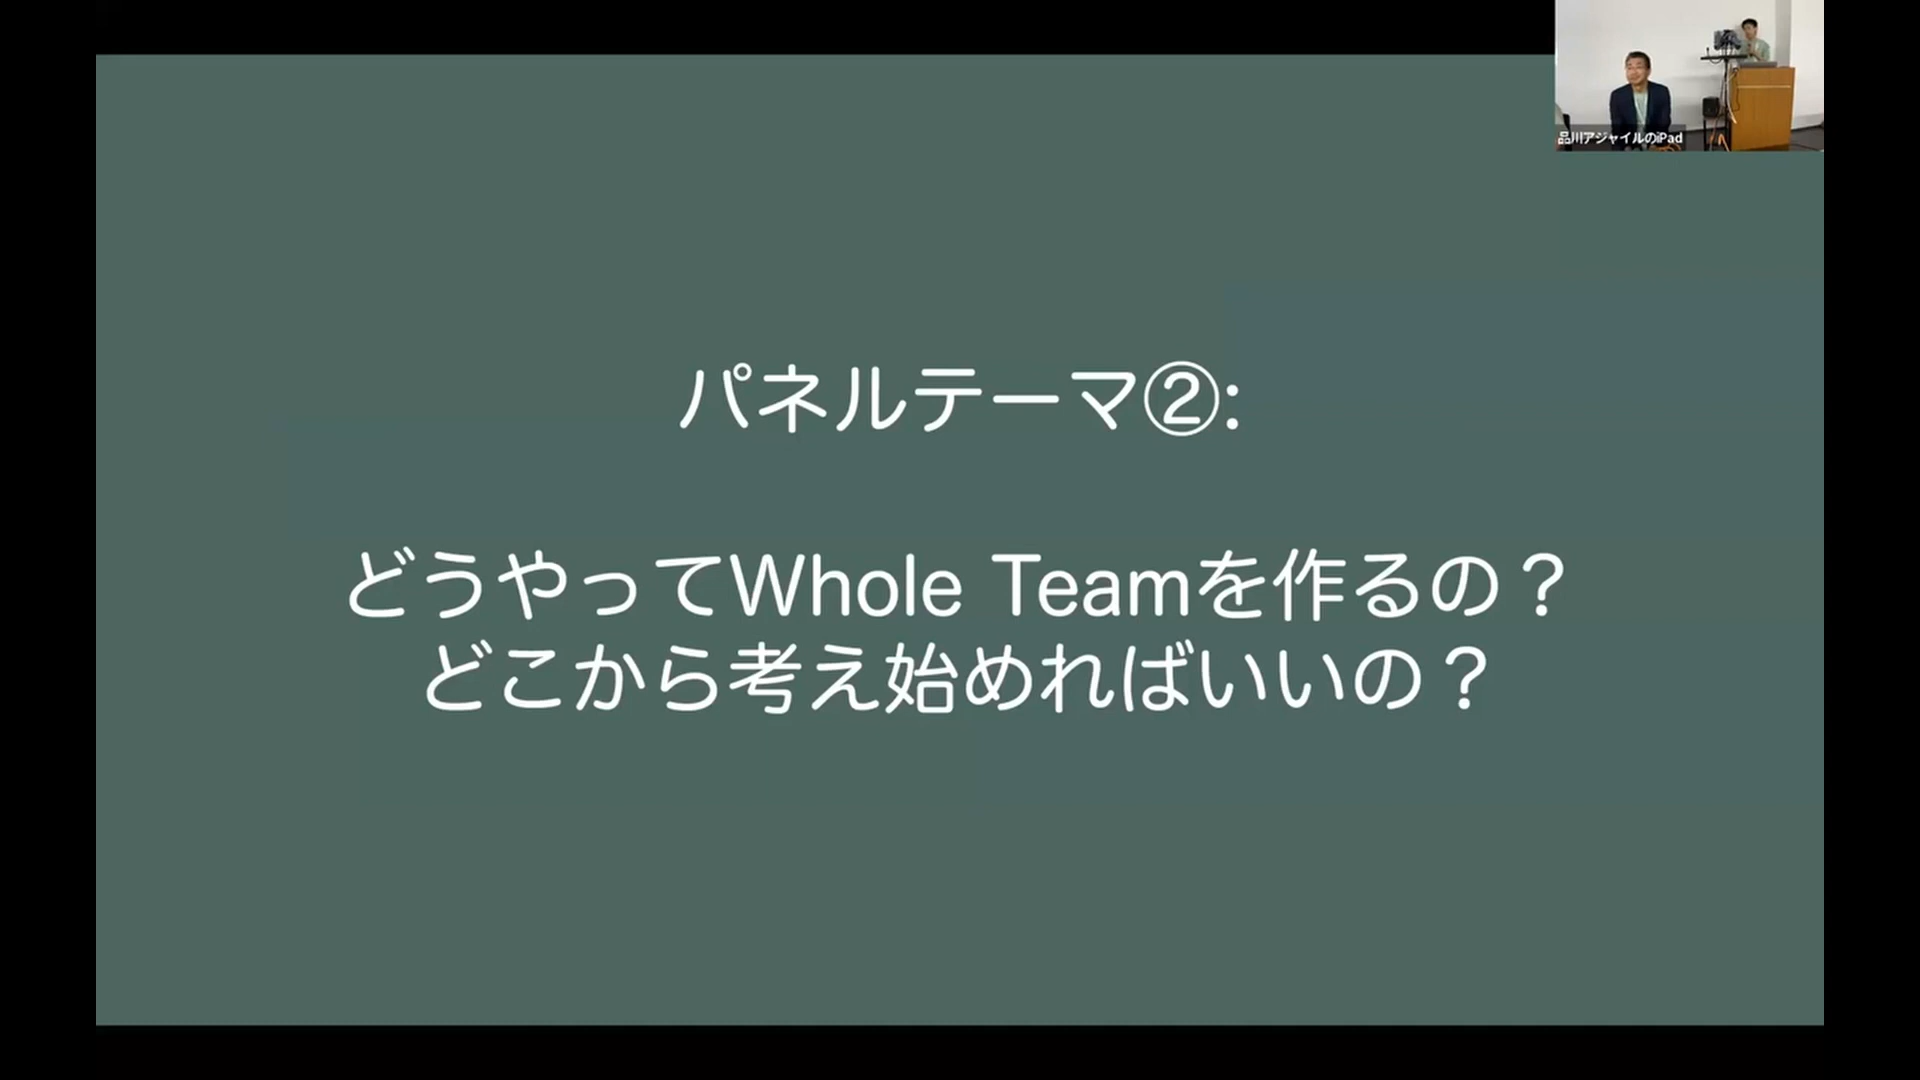 品川アジャイルのiPad
パネルテーマ②:
どうやってWhole Teamを作るの？
どこから考え始めればいいの？